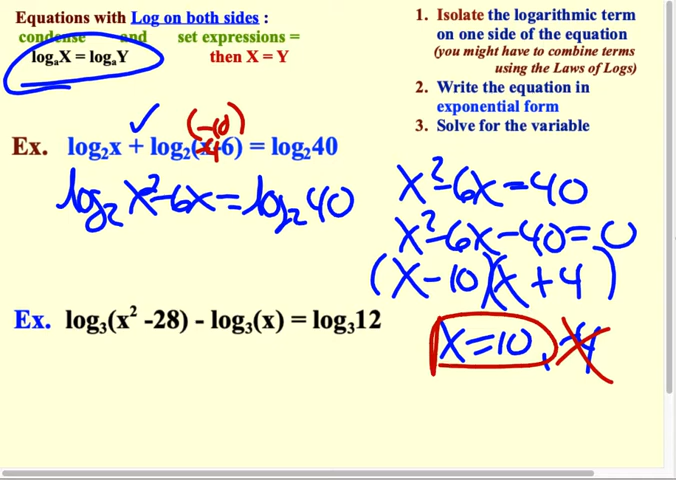 Equations with Log on both sides :
condense and set expressions =
logₐX = logₐY then X = Y
1. Isolate the logarithmic term
on one side of the equation
(you might have to combine terms
using the Laws of Logs)
2. Write the equation in
exponential form
3. Solve for the variable
(-10)
Ex. log₂x + log₂(x-6) = log₂40
log₂ x²-6x = log₂ 40
x²-6x=40
x²-6x-40=0
(x-10)(x+4)
x=10, -4
Ex. log₃(x² -28) - log₃(x) = log₃12